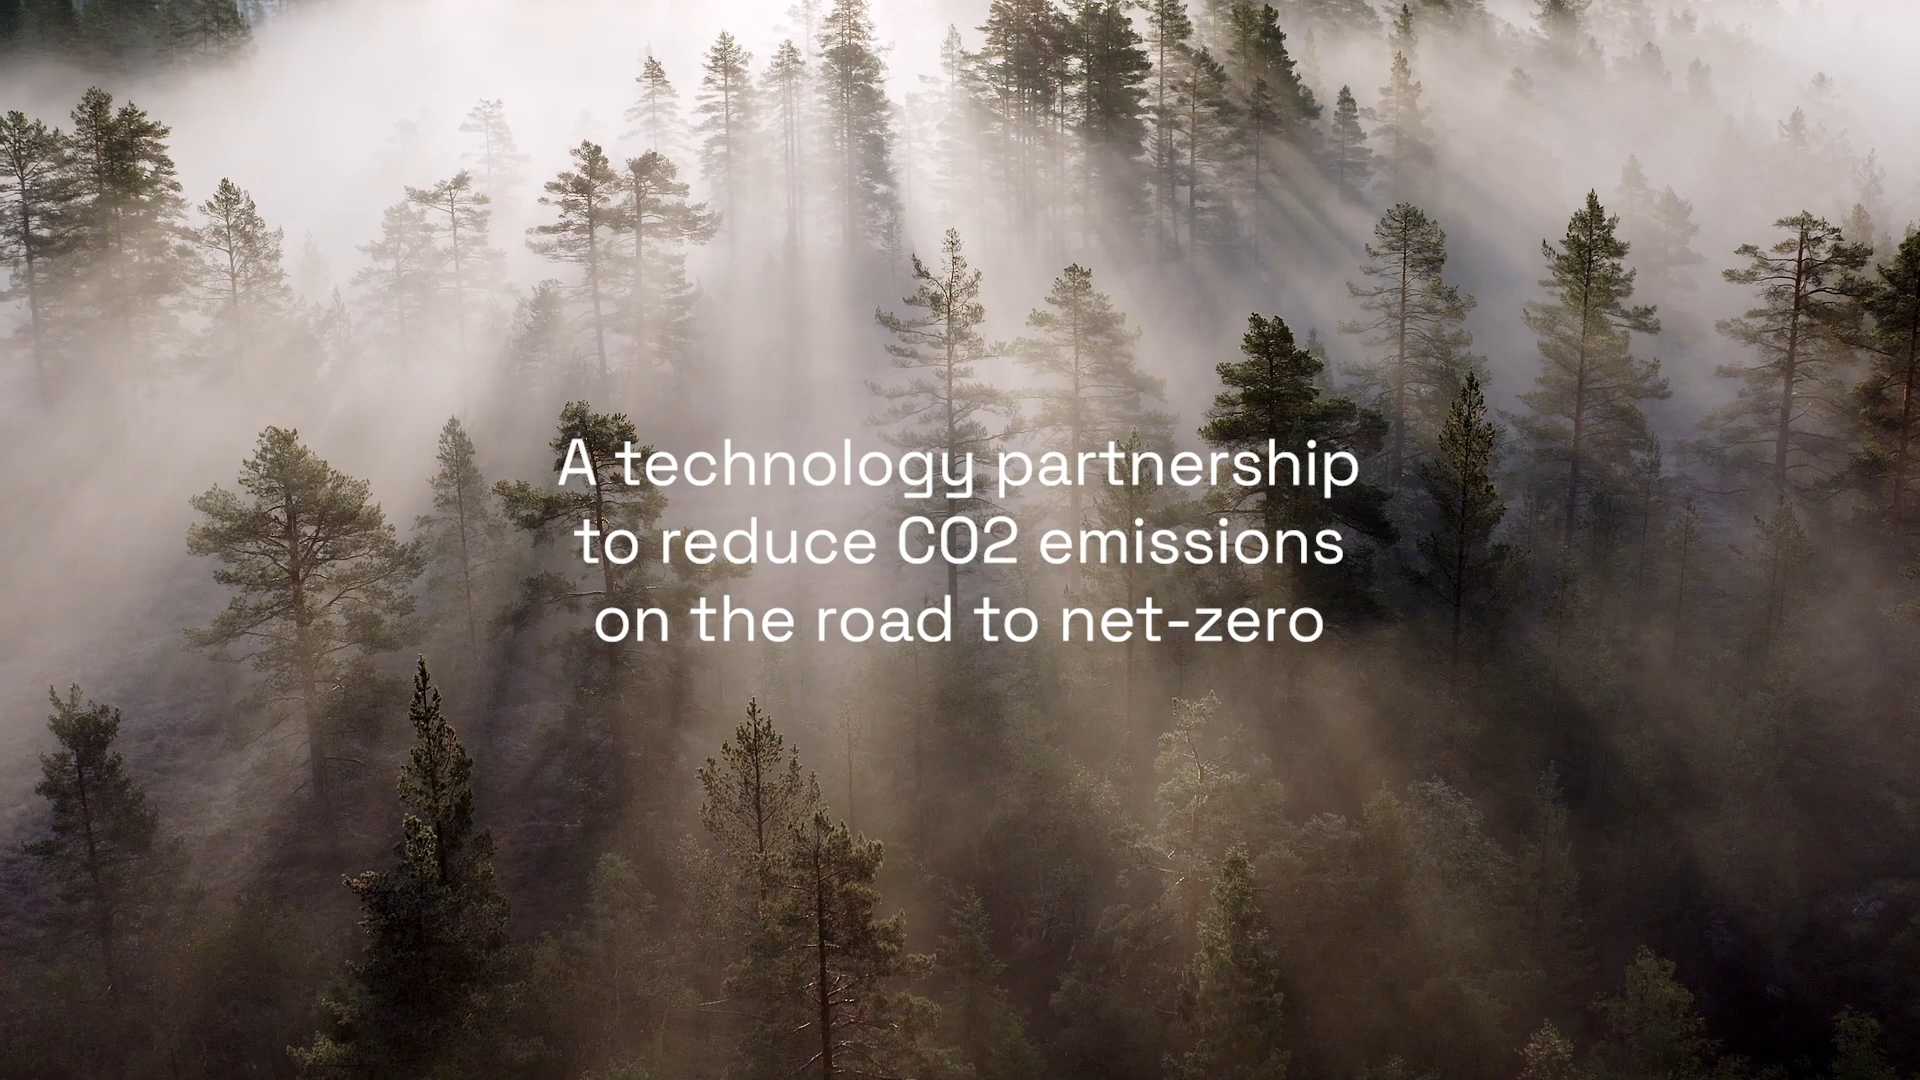 A technology partnership
to reduce CO2 emissions
on the road to net-zero